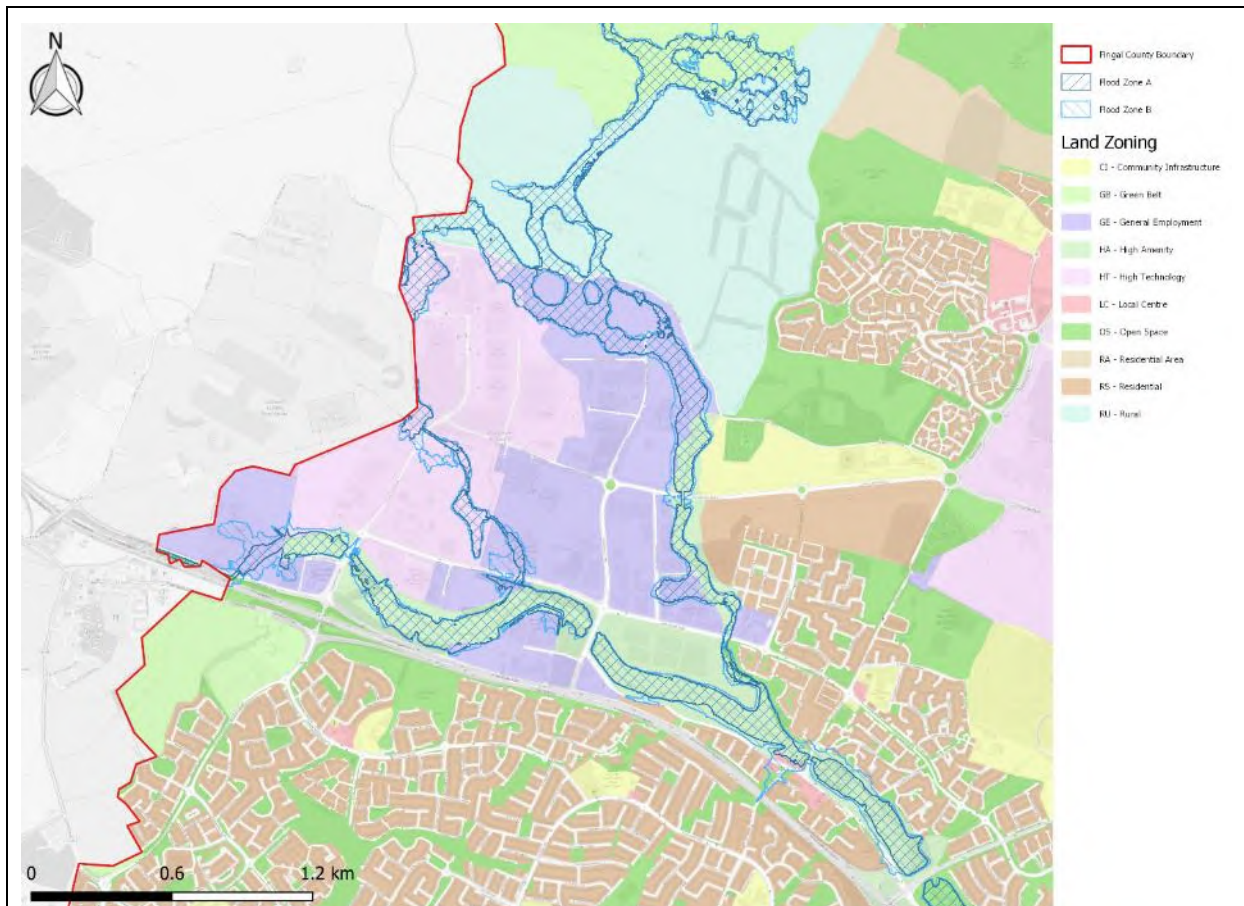 N
Fingal County Boundary
Flood Zone A
Flood Zone B
Land Zoning
CI - Community Infrastructure
GB - Green Belt
GE - General Employment
HA - High Amenity
HT - High Technology
LC - Local Centre
OS - Open Space
RA - Residential Area
RS - Residential
RU - Rural
0 0.6 1.2 km